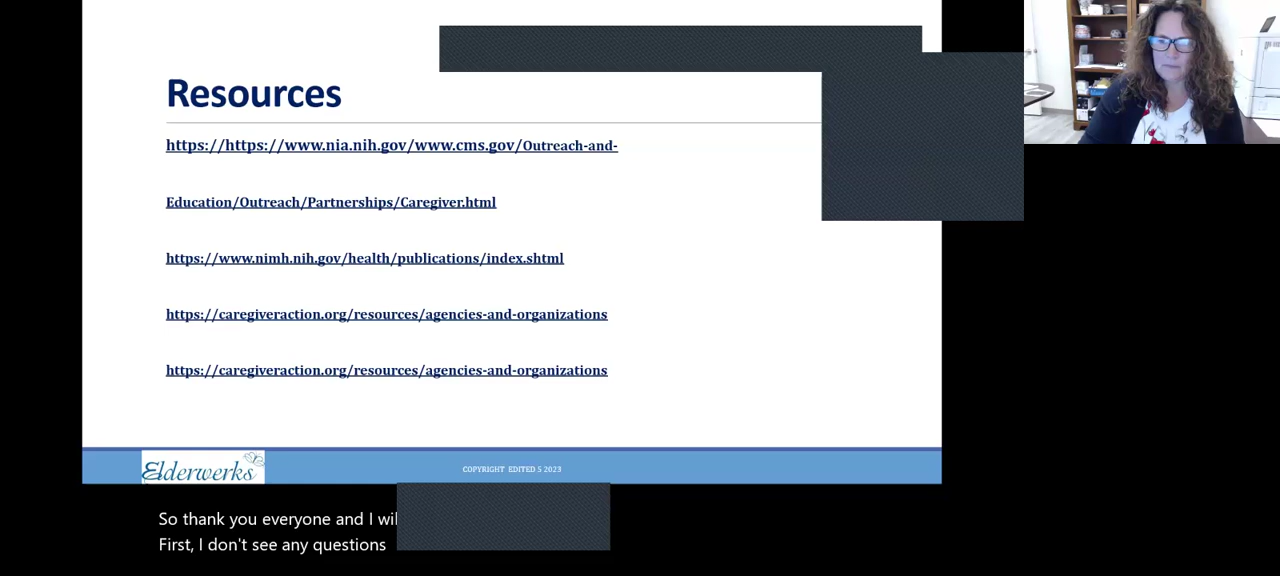 Resources
https://https://www.nia.nih.gov/www.cms.gov/Outreach-and-
Education/Outreach/Partnerships/Caregiver.html
https://www.nimh.nih.gov/health/publications/index.shtml
https://caregiveraction.org/resources/agencies-and-organizations
https://caregiveraction.org/resources/agencies-and-organizations
Elderwerks
COPYRIGHT EDITED 5 2023
So thank you everyone and I
First, I don't see any questions